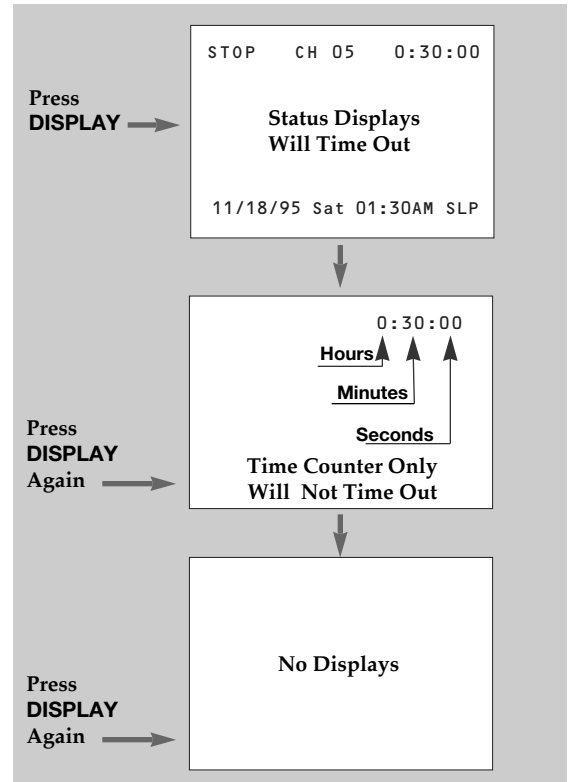 STOP CH 05 0:30:00
Press
DISPLAY
Status Displays
Will Time Out
11/18/95 Sat 01:30AM SLP
0:30:00
Hours
Minutes
Seconds
Press
DISPLAY
Again
Time Counter Only
Will Not Time Out
No Displays
Press
DISPLAY
Again